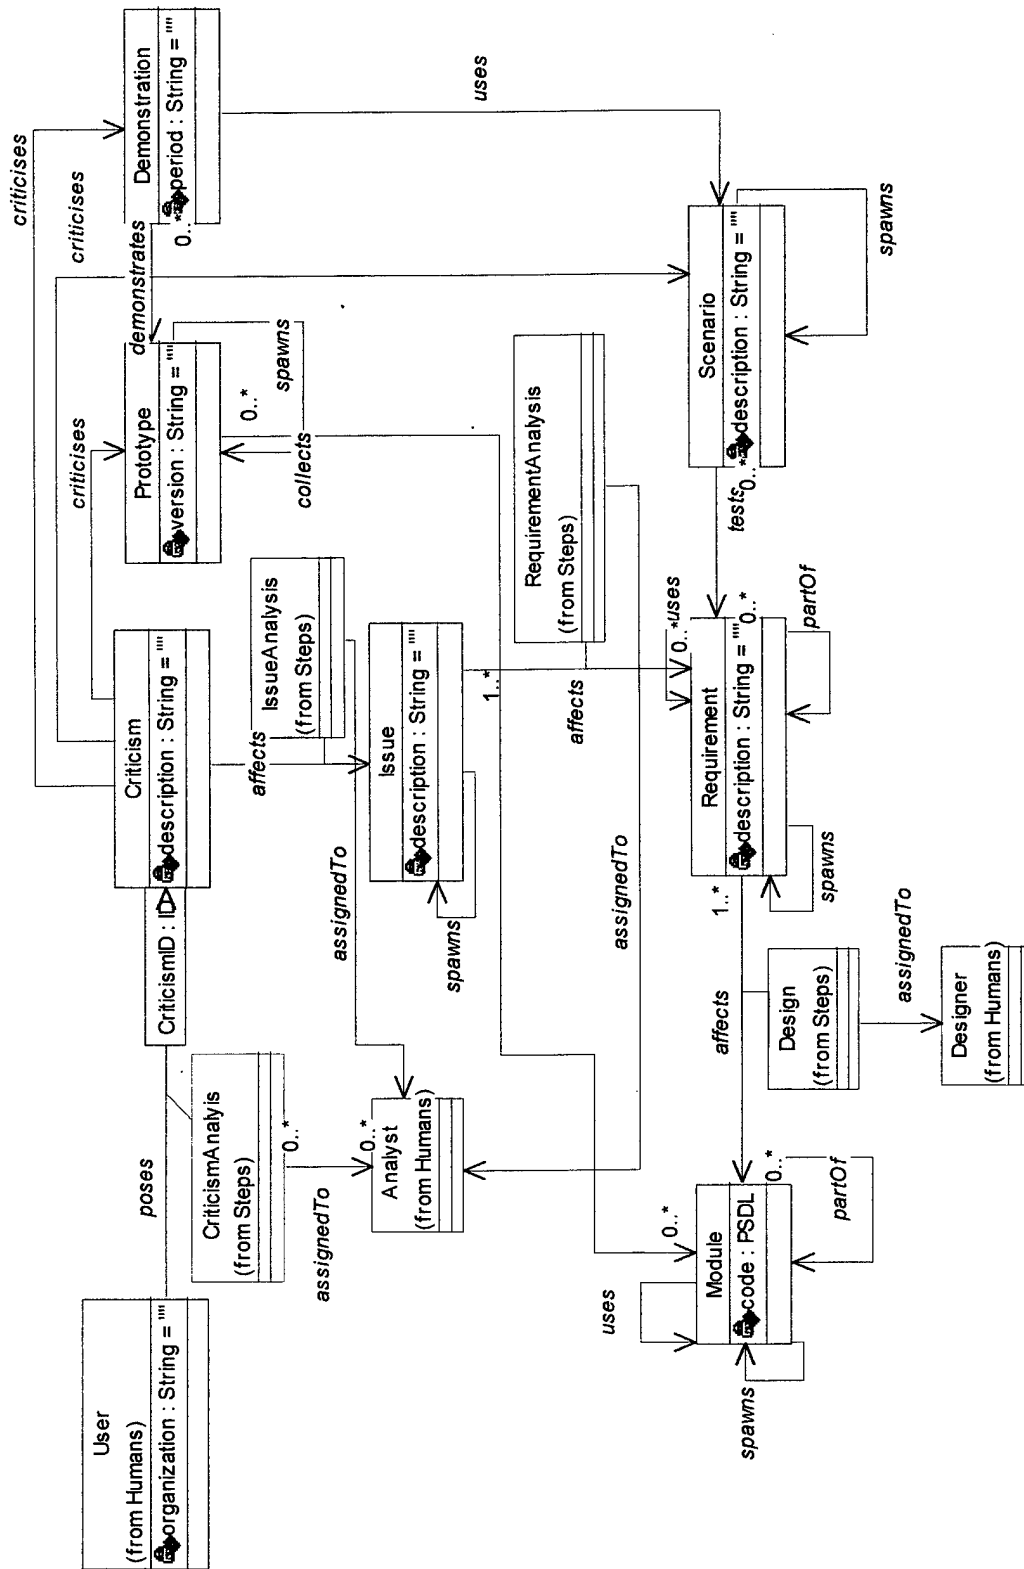 User
(from Humans)
organization : String = ""
poses
CriticismID : ID
Criticism
description : String = ""
criticises
criticises
criticises
Demonstration
period : String = ""
0..*
demonstrates
uses
Prototype
version : String = ""
spawns
0..*
collects
CriticismAnalyis
(from Steps)
0..*
assignedTo
0..*
Analyst
(from Humans)
affects
IssueAnalysis
(from Steps)
assignedTo
Issue
description : String = ""
spawns
1..*
affects
RequirementAnalysis
(from Steps)
assignedTo
Scenario
description : String = ""
spawns
tests
0..*
0..*
uses
Requirement
description : String = ""
0..*
partOf
spawns
1..*
affects
Design
(from Steps)
assignedTo
Designer
(from Humans)
0..*
Module
code : PSDL
0..*
uses
partOf
spawns